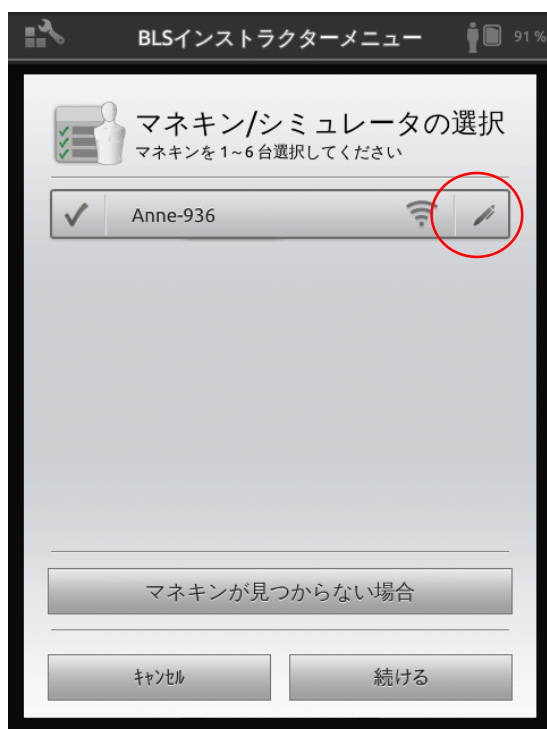 BLSインストラクターメニュー 91 %
マネキン/シミュレータの選択
マネキンを 1~6 台選択してください
Anne-936
マネキンが見つからない場合
ｷｬﾝｾﾙ 続ける